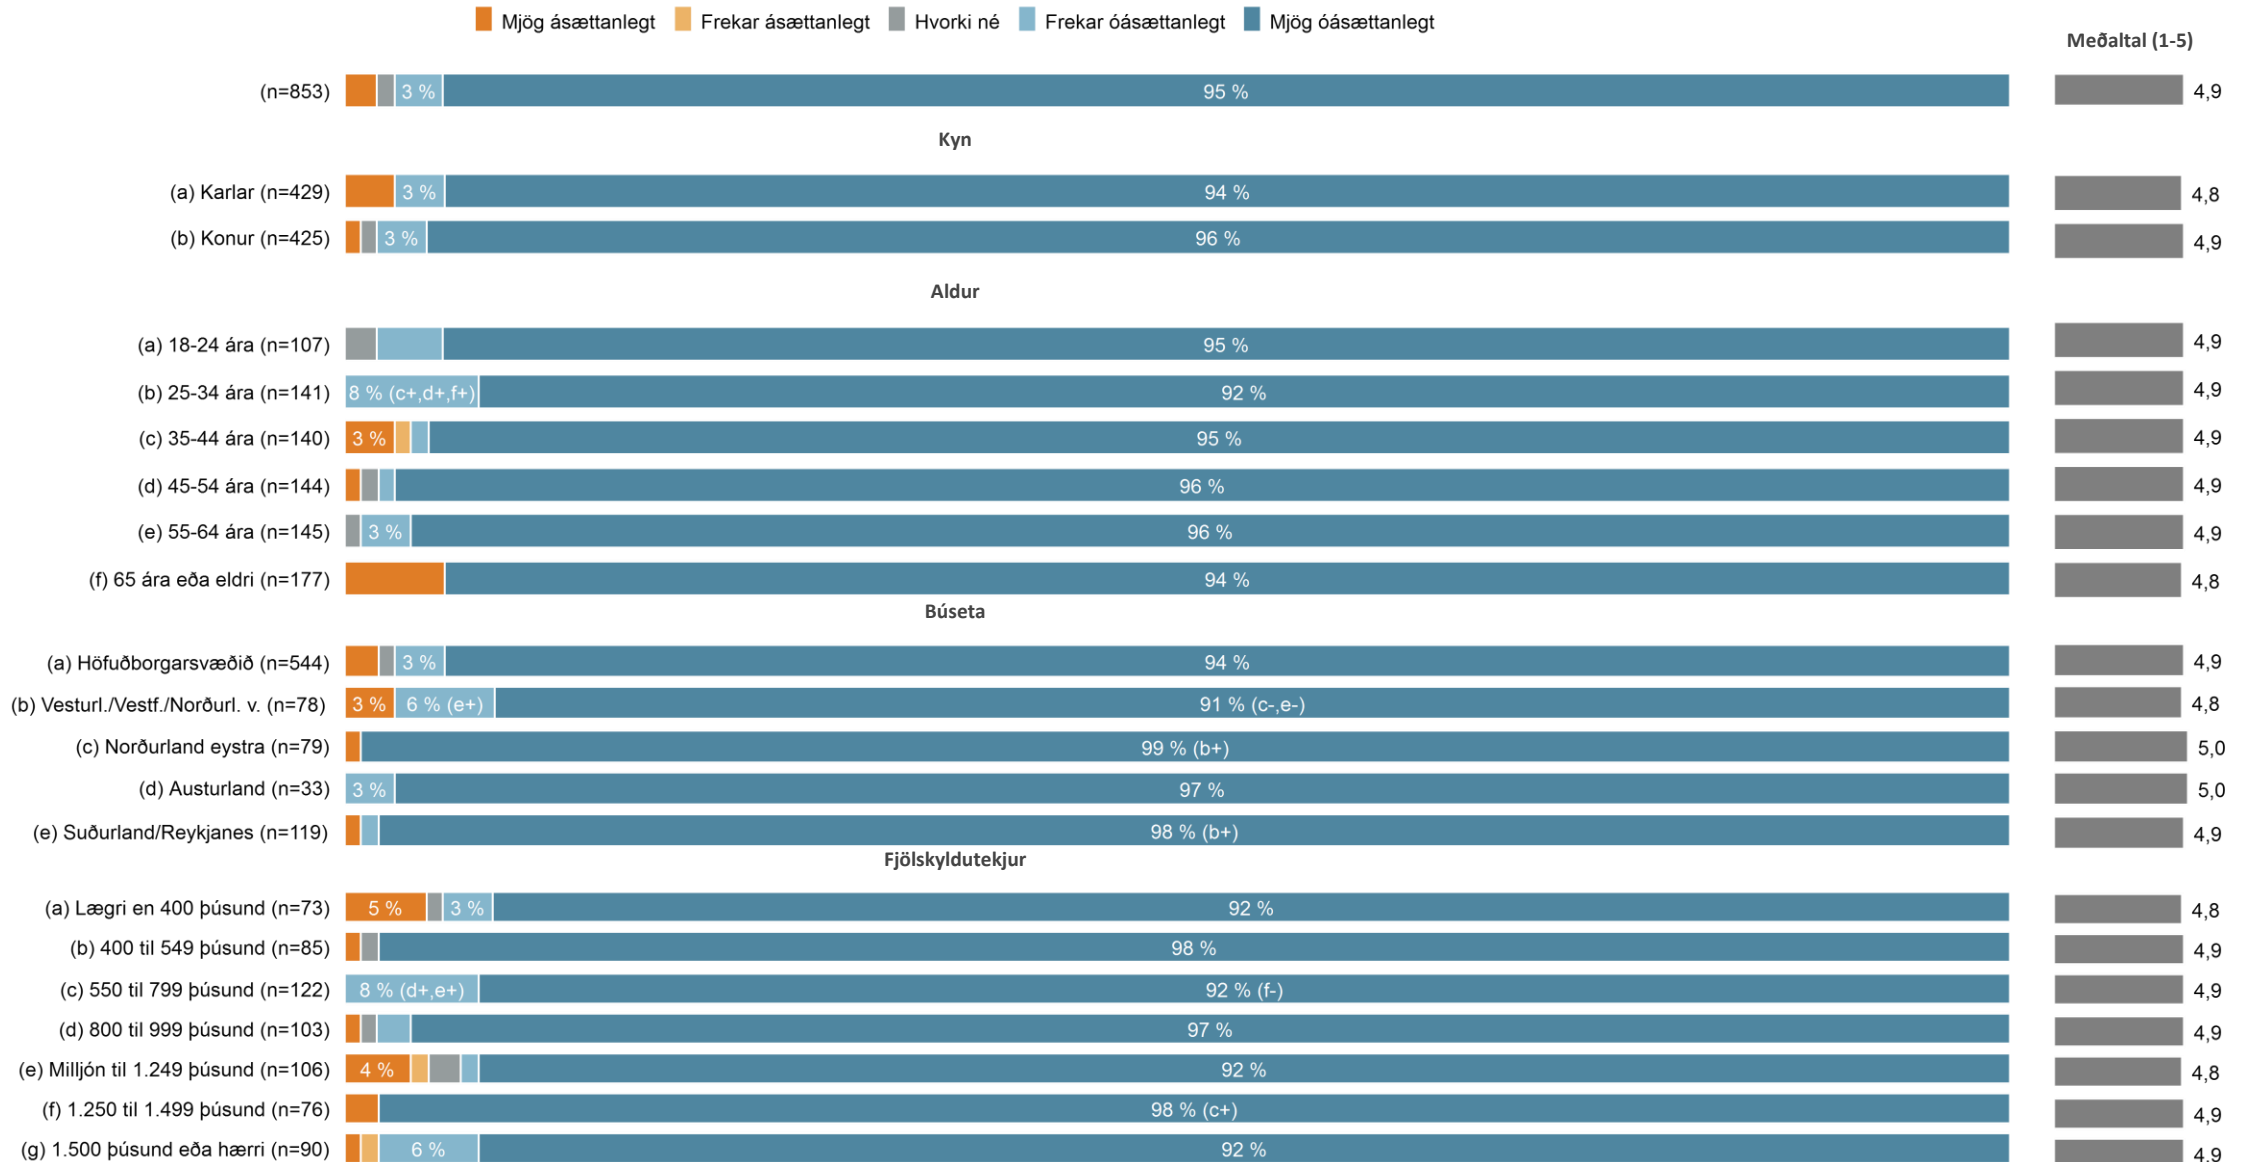 Mjög ásættanlegt Frekar ásættanlegt Hvorki né Frekar óásættanlegt Mjög óásættanlegt
Meðaltal (1-5)
(n=853) 3 % 95 % 4,9
Kyn
(a) Karlar (n=429) 3 % 94 % 4,8
(b) Konur (n=425) 3 % 96 % 4,9
Aldur
(a) 18-24 ára (n=107) 95 % 4,9
(b) 25-34 ára (n=141) 8 % (c+,d+,f+) 92 % 4,9
(c) 35-44 ára (n=140) 3 % 95 % 4,9
(d) 45-54 ára (n=144) 96 % 4,9
(e) 55-64 ára (n=145) 3 % 96 % 4,9
(f) 65 ára eða eldri (n=177) 94 % 4,8
Búseta
(a) Höfuðborgarsvæðið (n=544) 3 % 94 % 4,9
(b) Vesturl./Vestf./Norðurl. v. (n=78) 3 % 6 % (e+) 91 % (c-,e-) 4,8
(c) Norðurland eystra (n=79) 99 % (b+) 5,0
(d) Austurland (n=33) 3 % 97 % 5,0
(e) Suðurland/Reykjanes (n=119) 98 % (b+) 4,9
Fjölskyldutekjur
(a) Lægri en 400 þúsund (n=73) 5 % 3 % 92 % 4,8
(b) 400 til 549 þúsund (n=85) 98 % 4,9
(c) 550 til 799 þúsund (n=122) 8 % (d+,e+) 92 % (f-) 4,9
(d) 800 til 999 þúsund (n=103) 97 % 4,9
(e) Milljón til 1.249 þúsund (n=106) 4 % 92 % 4,8
(f) 1.250 til 1.499 þúsund (n=76) 98 % (c+) 4,9
(g) 1.500 þúsund eða hærri (n=90) 6 % 92 % 4,9